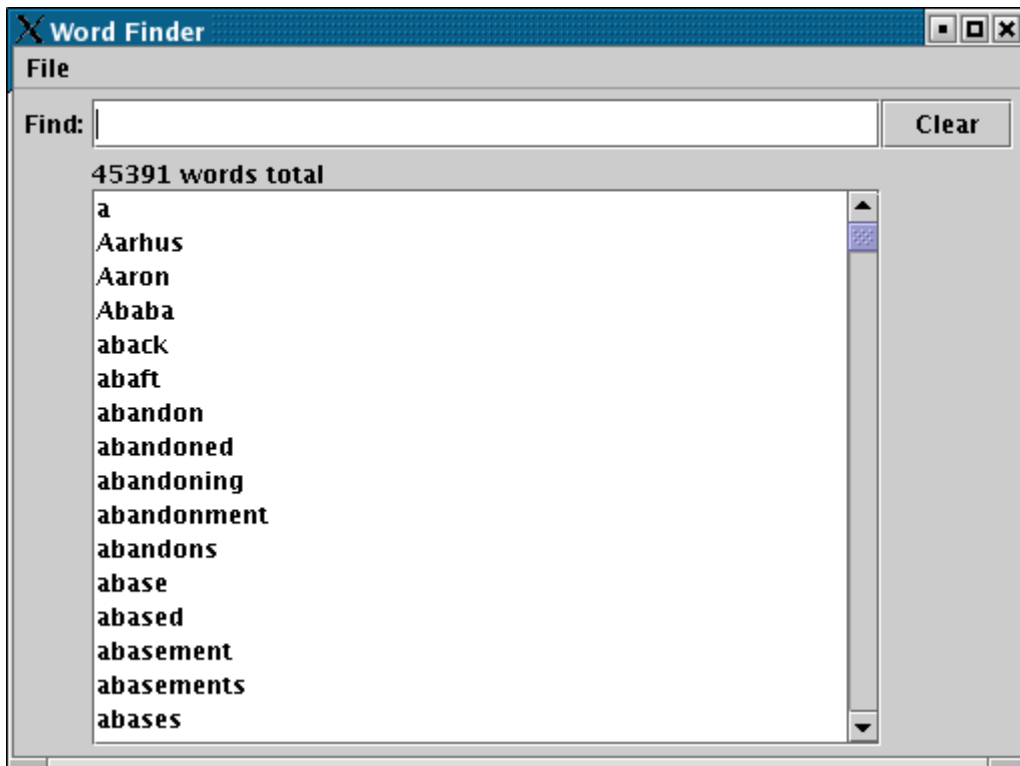 Word Finder
File
Find: Clear
45391 words total
a
Aarhus
Aaron
Ababa
aback
abaft
abandon
abandoned
abandoning
abandonment
abandons
abase
abased
abasement
abasements
abases